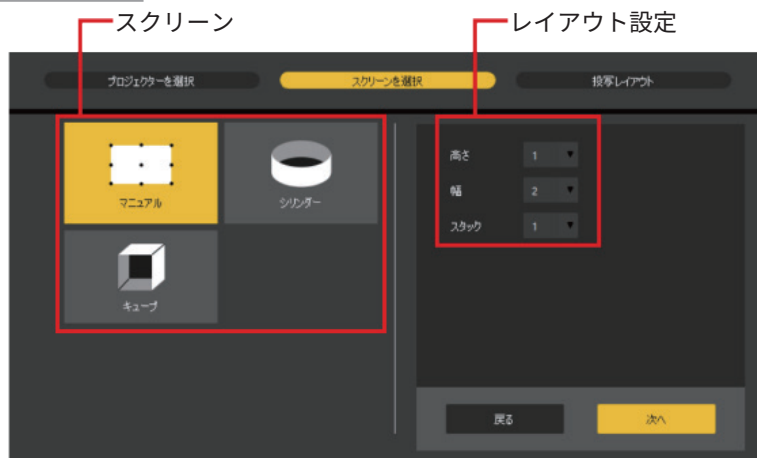 スクリーン
レイアウト設定
プロジェクターを選択
スクリーンを選択
投写レイアウト
マニュアル
シリンダー
キューブ
高さ 1
幅 2
スタック 1
戻る
次へ